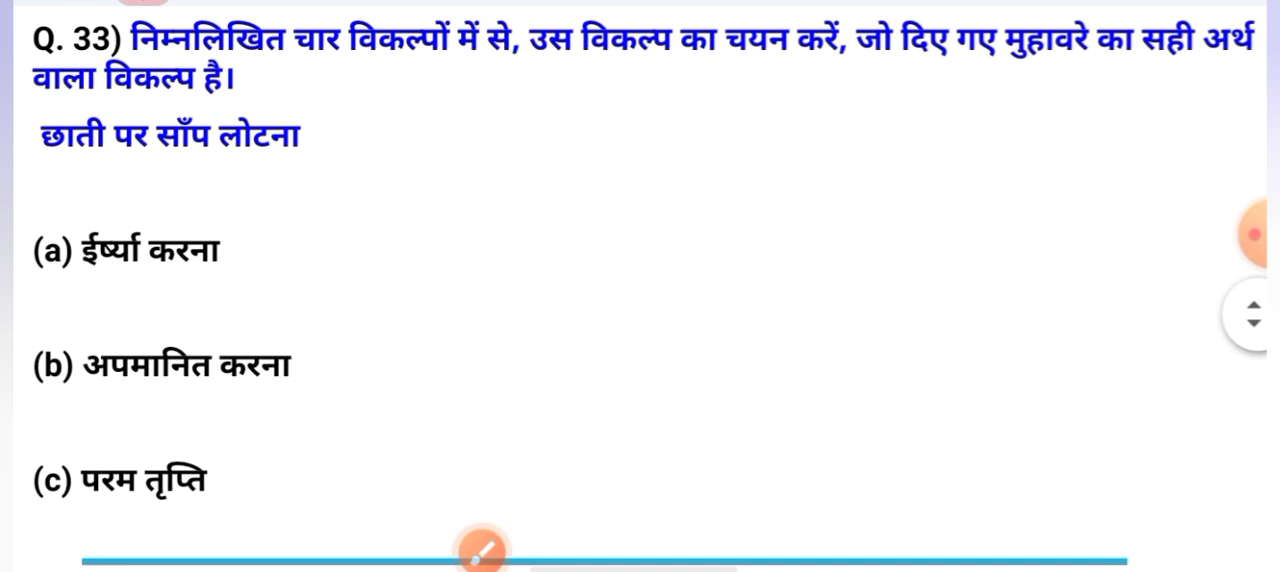 Q. 33) निम्नलिखित चार विकल्पों में से, उस विकल्प का चयन करें, जो दिए गए मुहावरे का सही अर्थ
वाला विकल्प है।
छाती पर साँप लोटना
(a) ईर्ष्या करना
(b) अपमानित करना
(c) परम तृप्ति